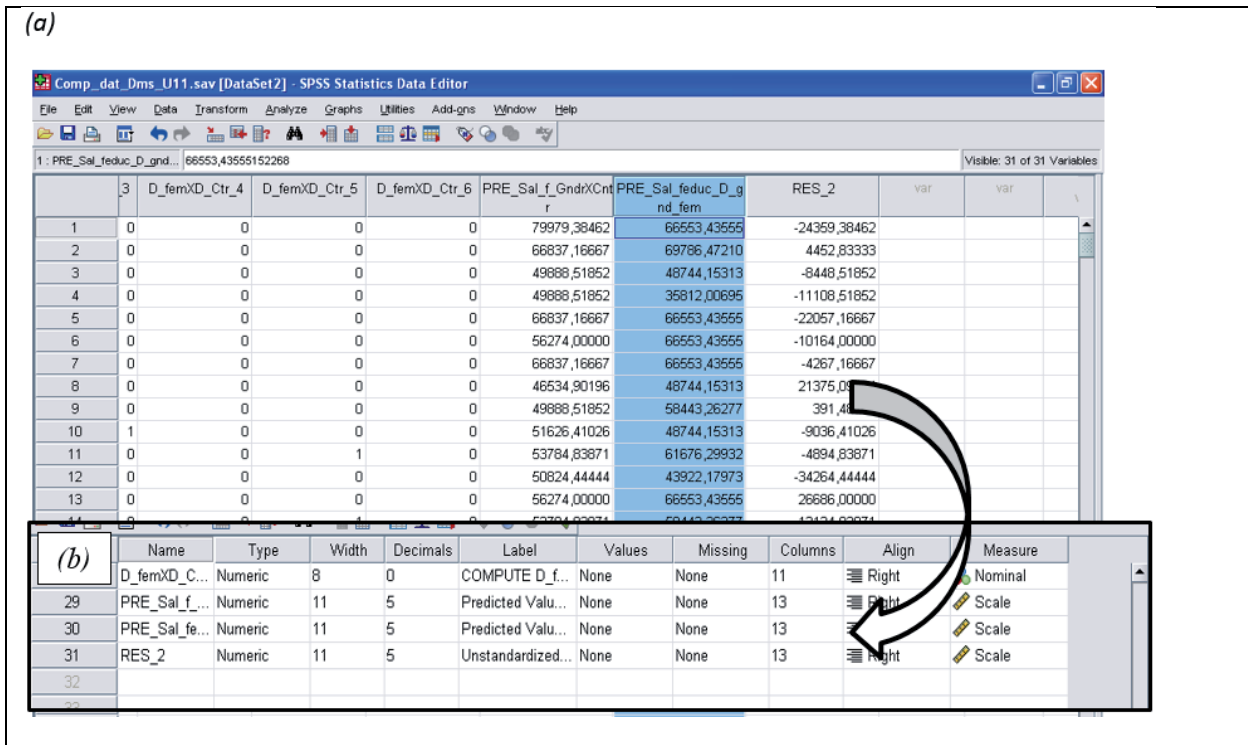 (a)
Comp_dat_Dms_U11.sav [DataSet2] - SPSS Statistics Data Editor
File Edit View Data Transform Analyze Graphs Utilities Add-ons Window Help
1 : PRE_Sal_feduc_D_gnd... 66553,43555152268 Visible: 31 of 31 Variables
3 D_femXD_Ctr_4 D_femXD_Ctr_5 D_femXD_Ctr_6 PRE_Sal_f_GndrXCntr PRE_Sal_feduc_D_gnd_fem RES_2 var var
1 0 0 0 0 79979,38462 66553,43555 -24359,38462
2 0 0 0 0 66837,16667 69786,47210 4452,83333
3 0 0 0 0 49888,51852 48744,15313 -8448,51852
4 0 0 0 0 49888,51852 35812,00695 -11108,51852
5 0 0 0 0 66837,16667 66553,43555 -22057,16667
6 0 0 0 0 56274,00000 66553,43555 -10164,00000
7 0 0 0 0 66837,16667 66553,43555 -4267,16667
8 0 0 0 0 46534,90196 48744,15313
9 0 0 0 0 49888,51852 58443,26277
10 1 0 0 0 51626,41026 48744,15313 -9036,41026
11 0 0 1 0 53784,83871 61676,29932 -4894,83871
12 0 0 0 0 50824,44444 43922,17973 -34264,44444
13 0 0 0 0 56274,00000 66553,43555 26686,00000
(b) Name Type Width Decimals Label Values Missing Columns Align Measure
D_femXD_C... Numeric 8 0 COMPUTE D_f... None None 11 Right Nominal
29 PRE_Sal_f_... Numeric 11 5 Predicted Valu... None None 13 Right Scale
30 PRE_Sal_fe... Numeric 11 5 Predicted Valu... None None 13 Scale
31 RES_2 Numeric 11 5 Unstandardized... None None 13 Right Scale
32